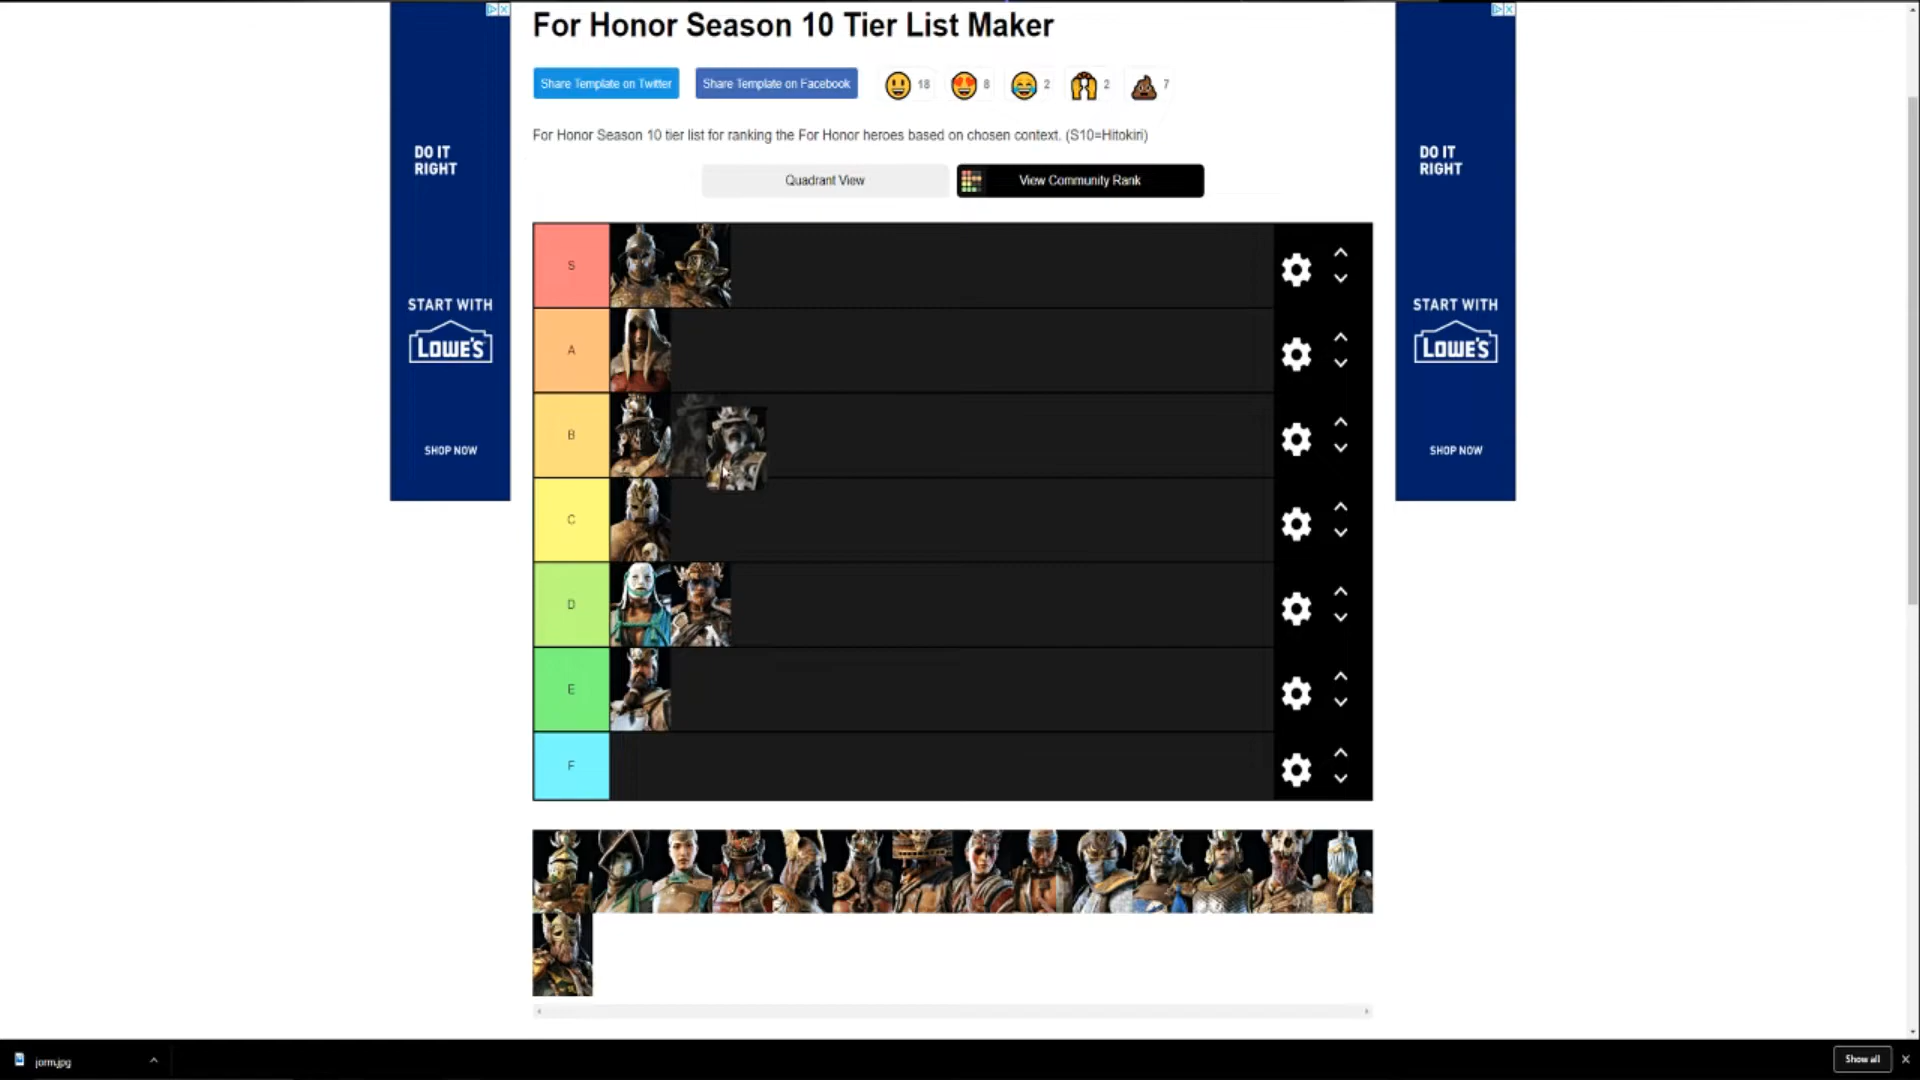 For Honor Season 10 Tier List Maker
Share Template on Twitter
Share Template on Facebook
18
8
2
2
7
For Honor Season 10 tier list for ranking the For Honor heroes based on chosen context. (S10=Hitokiri)
Quadrant View
View Community Rank
DO IT
RIGHT
START WITH
LOWE'S
SHOP NOW
DO IT
RIGHT
START WITH
LOWE'S
SHOP NOW
S
A
B
C
D
E
F
jorm.jpg
Show all